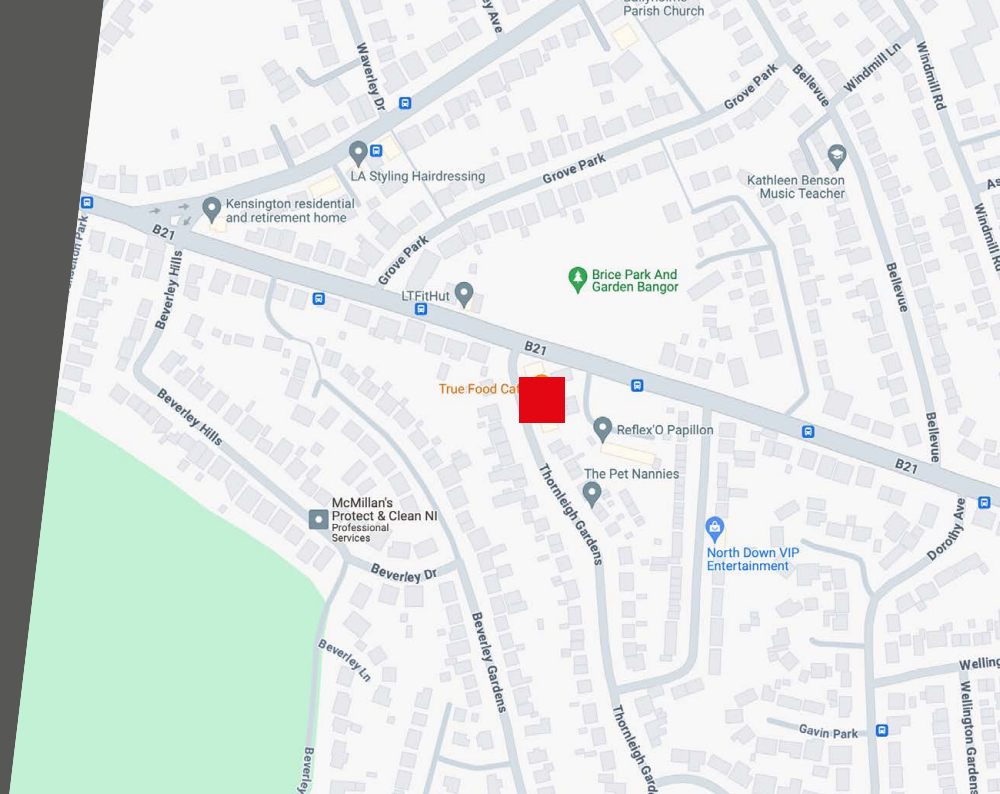 Parish Church
Waverley Dr
Grove Park
Bellevue
Windmill Ln
Windmill Rd
LA Styling Hairdressing
Grove Park
Kathleen Benson
Music Teacher
Kensington residential
and retirement home
B21
Grove Park
Beverley Hills
LTFitHut
Brice Park And
Garden Bangor
Bellevue
Windmill Rd
B21
True Food Caf
Beverley Hills
Reflex'O Papillon
Bellevue
B21
The Pet Nannies
Thornleigh Gardens
McMillan's
Protect & Clean NI
Professional
Services
North Down VIP
Entertainment
Dorothy Ave
Beverley Dr
Beverley Gardens
Beverley Ln
Welling
Wellington Gardens
Thornleigh Gard
Gavin Park
Beverley